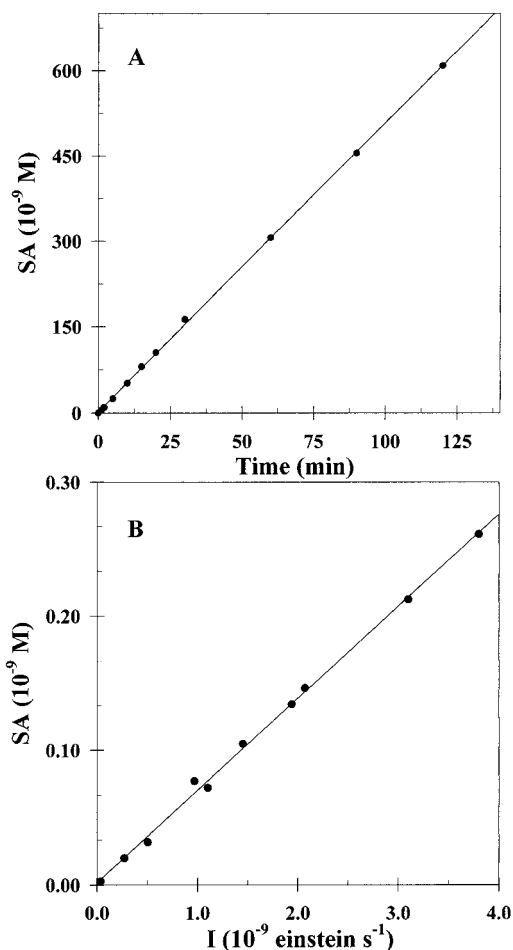 A
600
450
300
150
0
SA (10⁻⁹ M)
0 25 50 75 100 125
Time (min)
B
0.30
0.20
0.10
0.00
SA (10⁻⁹ M)
0.0 1.0 2.0 3.0 4.0
I (10⁻⁹ einstein s⁻¹)